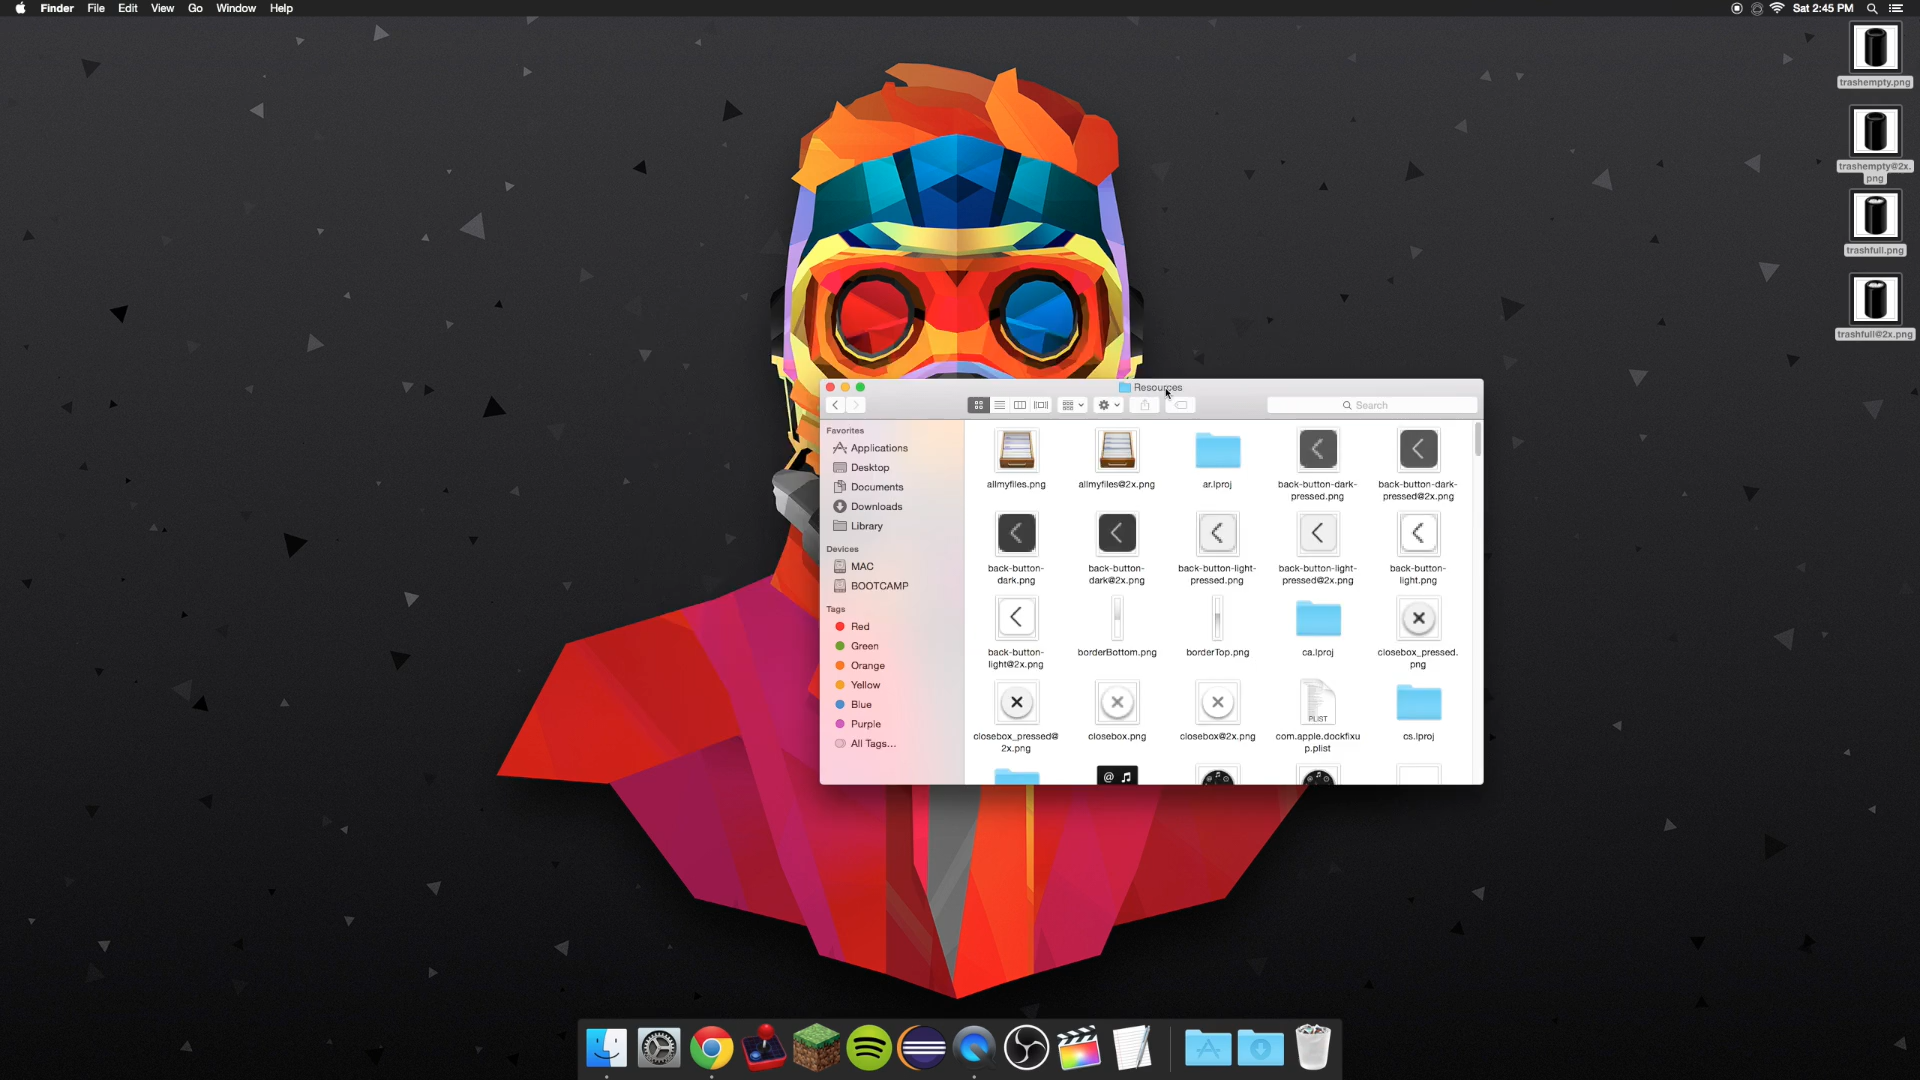 Finder File Edit View Go Window Help
Sat 2:45 PM
trashempty.png
trashempty@2x.
png
trashfull.png
trashfull@2x.png
Resources
Search
Favorites
Applications
Desktop
Documents
Downloads
Library
Devices
MAC
BOOTCAMP
Tags
Red
Green
Orange
Yellow
Blue
Purple
All Tags...
allmyfiles.png
allmyfiles@2x.png
ar.lproj
back-button-dark-
pressed.png
back-button-dark-
pressed@2x.png
back-button-
dark.png
back-button-
dark@2x.png
back-button-light-
pressed.png
back-button-light-
pressed@2x.png
back-button-
light.png
back-button-
light@2x.png
borderBottom.png
borderTop.png
ca.lproj
closebox_pressed.
png
closebox_pressed@
2x.png
closebox.png
closebox@2x.png
PLIST
com.apple.dockfixu
p.plist
cs.lproj